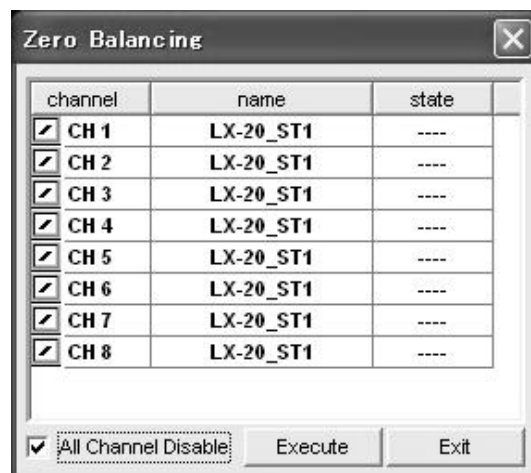 Zero Balancing
channel name state
CH 1 LX-20_ST1 ----
CH 2 LX-20_ST1 ----
CH 3 LX-20_ST1 ----
CH 4 LX-20_ST1 ----
CH 5 LX-20_ST1 ----
CH 6 LX-20_ST1 ----
CH 7 LX-20_ST1 ----
CH 8 LX-20_ST1 ----
All Channel Disable Execute Exit